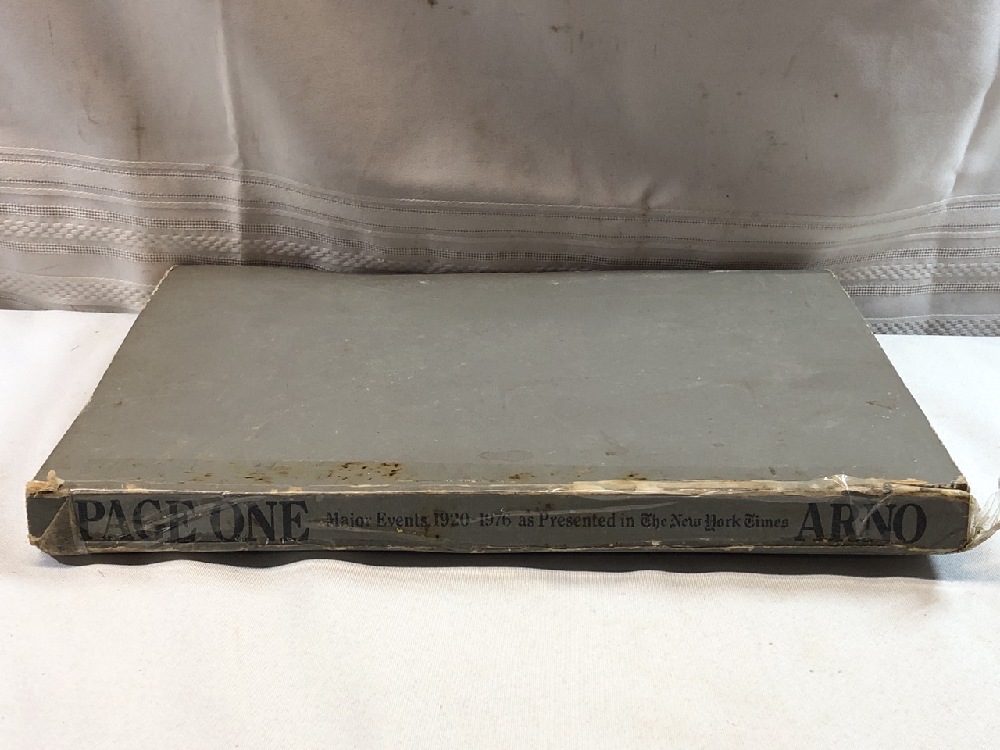 PAGE ONE Major Events 1920-1976 as Presented in The New York Times ARNO